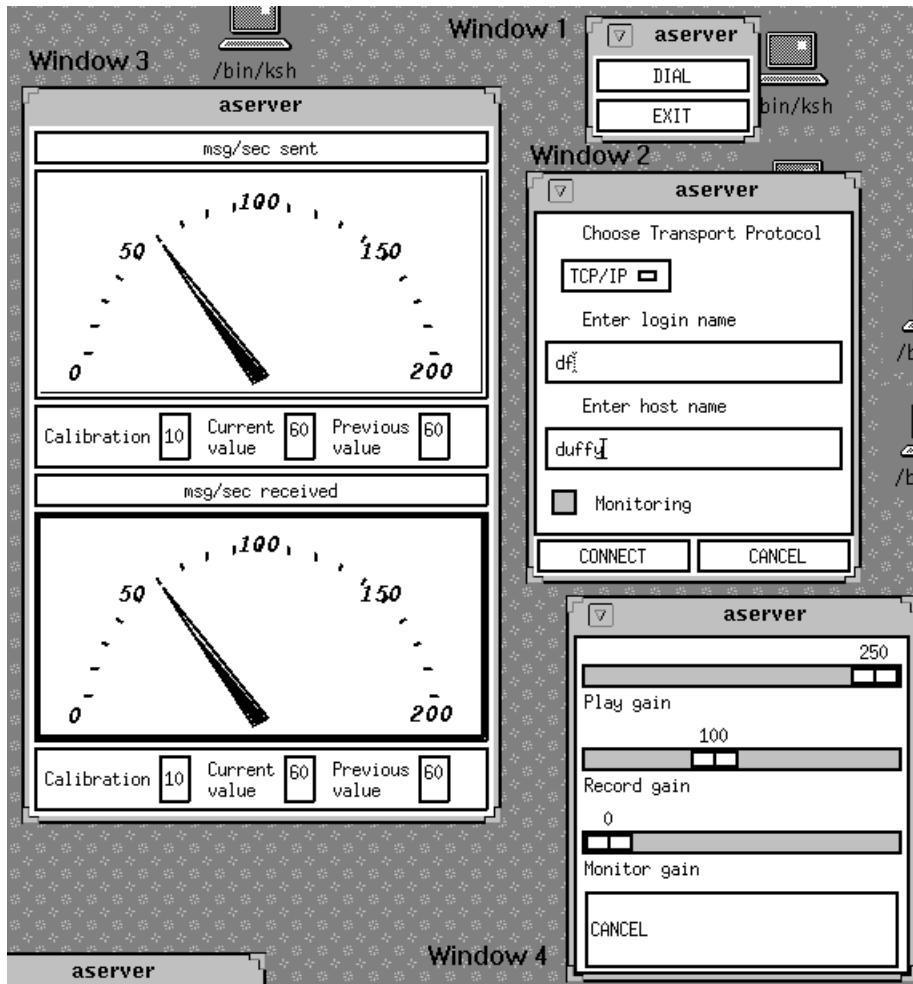 Window 1
aserver
DIAL
EXIT
/bin/ksh
bin/ksh
Window 3
aserver
msg/sec sent
0
50
100
150
200
Calibration 10 Current value 60 Previous value 60
msg/sec received
0
50
100
150
200
Calibration 10 Current value 60 Previous value 60
Window 2
aserver
Choose Transport Protocol
TCP/IP
Enter login name
df
Enter host name
duffy
Monitoring
CONNECT CANCEL
/b
/b
aserver
250
Play gain
100
Record gain
0
Monitor gain
CANCEL
Window 4
aserver